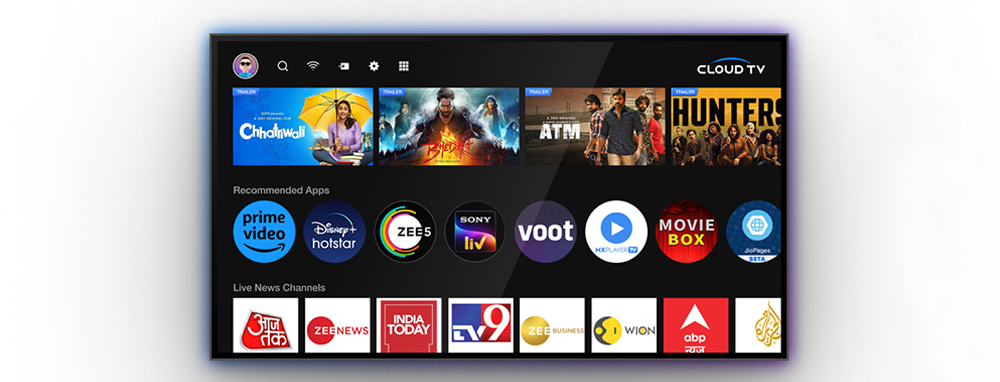 CLOUD TV
TRAILER
TRAILER
TRAILER
TRAILER
Chhatriwali
BHEDIYA
ATM
HUNTERS
Recommended Apps
prime
video
Disney+
hotstar
ZEE5
SONY
liv
voot
MXPLAYER TV
MOVIE
BOX
JioPages
BETA
Live News Channels
आज
तक
ZEE NEWS
INDIA
TODAY
TV9
ZEE BUSINESS
WION
abp
न्यूज़